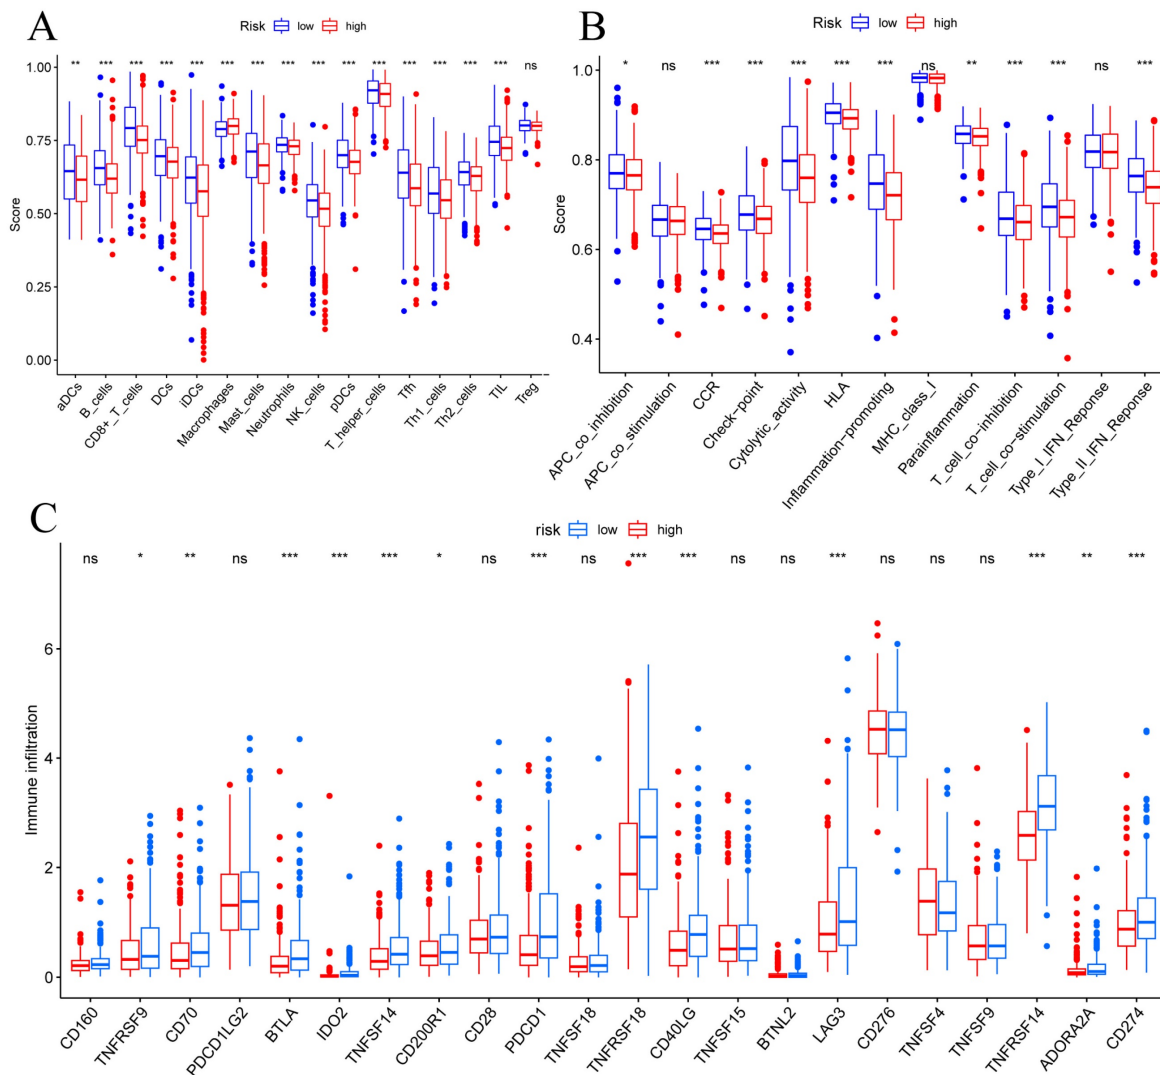 A
Risk low high
** *** *** *** *** *** *** *** *** *** *** *** *** *** *** ns
Score
1.00
0.75
0.50
0.25
0.00
aDCs
B_cells
CD8+_T_cells
DCs
iDCs
Macrophages
Mast_cells
Neutrophils
NK_cells
pDCs
T_helper_cells
Tfh
Th1_cells
Th2_cells
TIL
Treg
B
Risk low high
* ns *** *** *** *** *** ns ** *** *** ns ***
Score
1.0
0.8
0.6
0.4
APC_co_inhibition
APC_co_stimulation
CCR
Check-point
Cytolytic_activity
HLA
Inflammation-promoting
MHC_class_I
Parainflammation
T_cell_co-inhibition
T_cell_co-stimulation
Type_I_IFN_Reponse
Type_II_IFN_Reponse
C
risk low high
ns * ** ns *** *** *** * ns *** ns *** *** ns ns *** ns ns ns *** ** ***
Immune infiltration
6
4
2
0
CD160
TNFRSF9
CD70
PDCD1LG2
BTLA
IDO2
TNFSF14
CD200R1
CD28
PDCD1
TNFSF18
TNFRSF18
CD40LG
TNFSF15
BTNL2
LAG3
CD276
TNFSF4
TNFSF9
TNFRSF14
ADORA2A
CD274